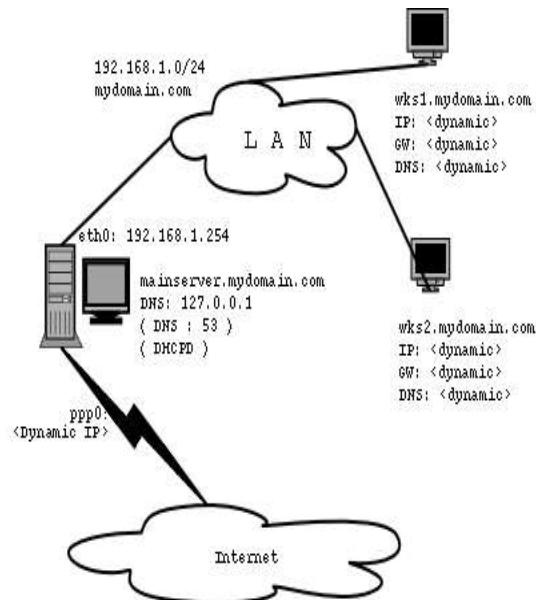 192.168.1.0/24
mydomain.com
L A N
wks1.mydomain.com
IP: <dynamic>
GW: <dynamic>
DNS: <dynamic>
eth0: 192.168.1.254
mainserver.mydomain.com
DNS: 127.0.0.1
( DNS : 53 )
( DHCPD )
wks2.mydomain.com
IP: <dynamic>
GW: <dynamic>
DNS: <dynamic>
ppp0:
<Dynamic IP>
Internet